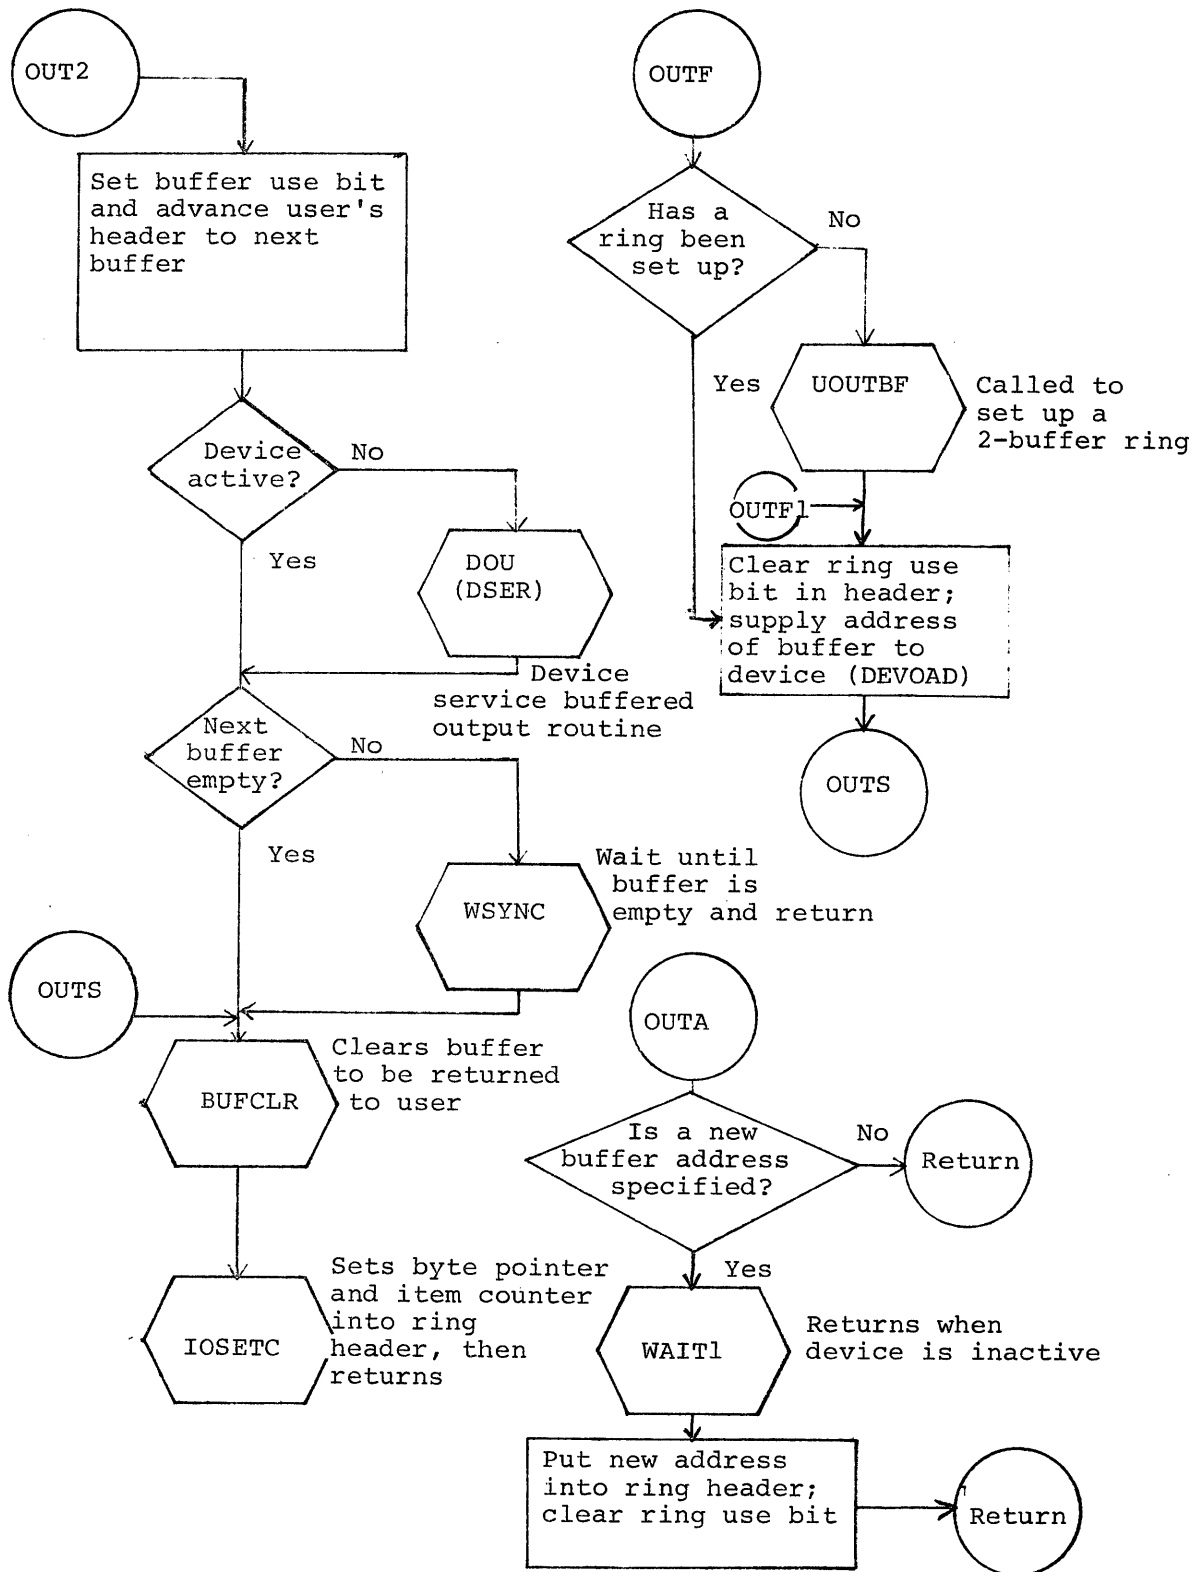 OUT2
Set buffer use bit
and advance user's
header to next
buffer
Device
active?
No
Yes
DOU
(DSER)
Device
service buffered
output routine
Next
buffer
empty?
No
Yes
WSYNC
Wait until
buffer is
empty and return
OUTS
BUFCLR
Clears buffer
to be returned
to user
IOSETC
Sets byte pointer
and item counter
into ring
header, then
returns
OUTF
Has a
ring been
set up?
No
Yes
UOUTBF
Called to
set up a
2-buffer ring
OUTF1
Clear ring use
bit in header;
supply address
of buffer to
device (DEVOAD)
OUTS
OUTA
Is a new
buffer address
specified?
No
Return
Yes
WAIT1
Returns when
device is inactive
Put new address
into ring header;
clear ring use bit
Return